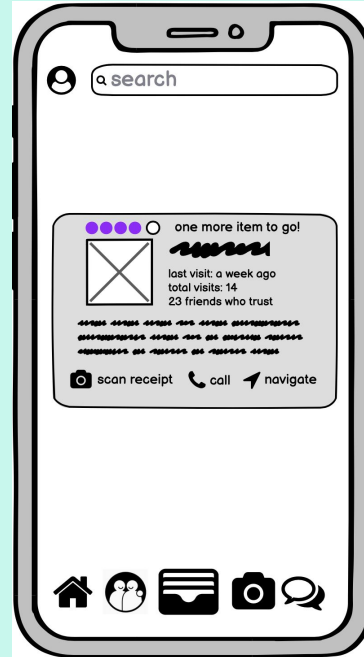 search
one more item to go!
last visit: a week ago
total visits: 14
23 friends who trust
scan receipt call navigate